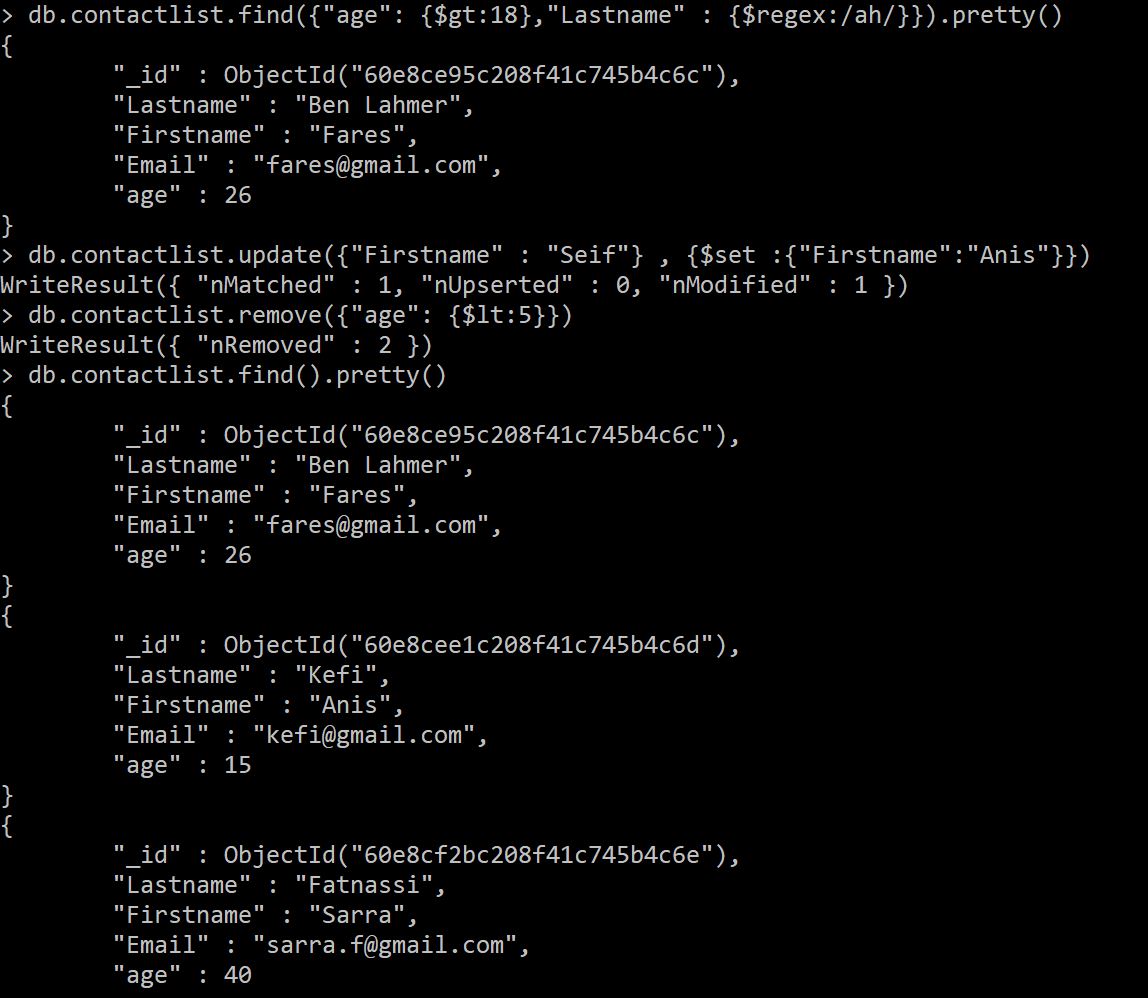 > db.contactlist.find({"age": {$gt:18},"Lastname" : {$regex:/ah/}}).pretty()
{
        "_id" : ObjectId("60e8ce95c208f41c745b4c6c"),
        "Lastname" : "Ben Lahmer",
        "Firstname" : "Fares",
        "Email" : "fares@gmail.com",
        "age" : 26
}
> db.contactlist.update({"Firstname" : "Seif"} , {$set :{"Firstname":"Anis"}})
WriteResult({ "nMatched" : 1, "nUpserted" : 0, "nModified" : 1 })
> db.contactlist.remove({"age": {$lt:5}})
WriteResult({ "nRemoved" : 2 })
> db.contactlist.find().pretty()
{
        "_id" : ObjectId("60e8ce95c208f41c745b4c6c"),
        "Lastname" : "Ben Lahmer",
        "Firstname" : "Fares",
        "Email" : "fares@gmail.com",
        "age" : 26
}
{
        "_id" : ObjectId("60e8cee1c208f41c745b4c6d"),
        "Lastname" : "Kefi",
        "Firstname" : "Anis",
        "Email" : "kefi@gmail.com",
        "age" : 15
}
{
        "_id" : ObjectId("60e8cf2bc208f41c745b4c6e"),
        "Lastname" : "Fatnassi",
        "Firstname" : "Sarra",
        "Email" : "sarra.f@gmail.com",
        "age" : 40